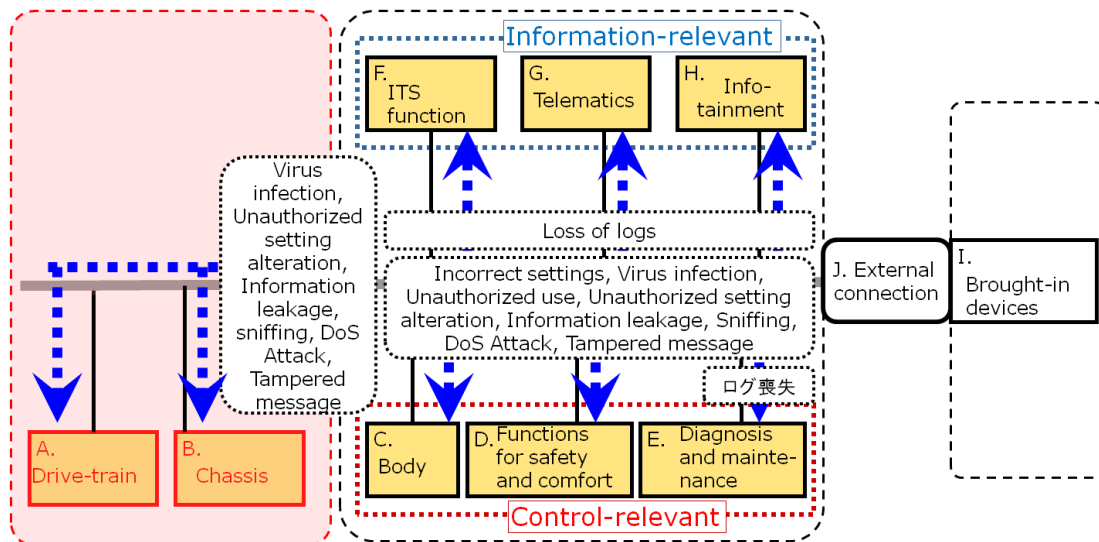 Information-relevant
F.
ITS
function
G.
Telematics
H.
Info-
tainment
Virus
infection,
Unauthorized
setting
alteration,
Information
leakage,
sniffing, DoS
Attack,
Tampered
message
Loss of logs
Incorrect settings, Virus infection,
Unauthorized use, Unauthorized setting
alteration, Information leakage, Sniffing,
DoS Attack, Tampered message
J. External
connection
I.
Brought-in
devices
ログ喪失
A.
Drive-train
B.
Chassis
C.
Body
D.
Functions
for safety
and comfort
E.
Diagnosis
and mainte-
nance
Control-relevant